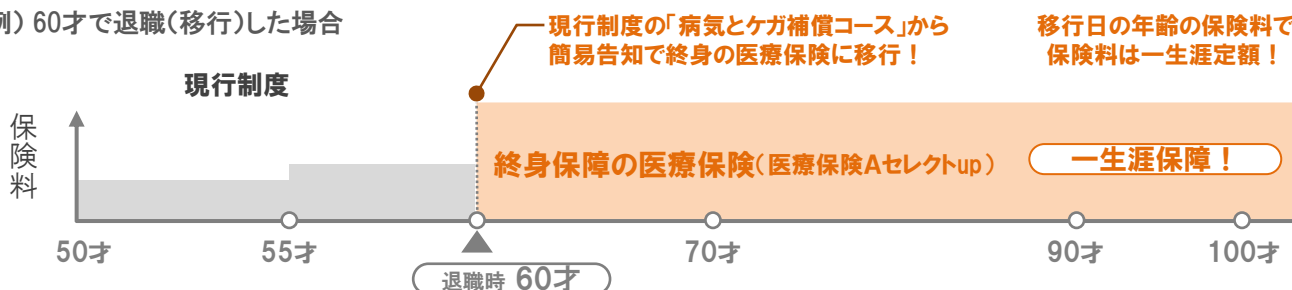 例) 60才で退職(移行)した場合
現行制度の「病気とケガ補償コース」から
簡易告知で終身の医療保険に移行！
移行日の年齢の保険料で
保険料は一生涯定額！
現行制度
保険料
終身保障の医療保険(医療保険Aセレクトup)
一生涯保障！
50才
55才
70才
90才
100才
退職時 60才